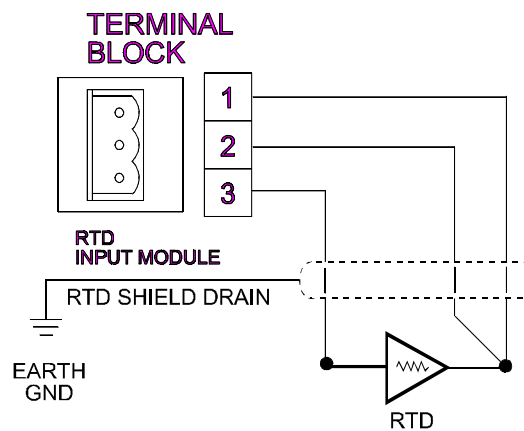 TERMINAL
BLOCK
1
2
3
RTD
INPUT MODULE
RTD SHIELD DRAIN
EARTH
GND
RTD